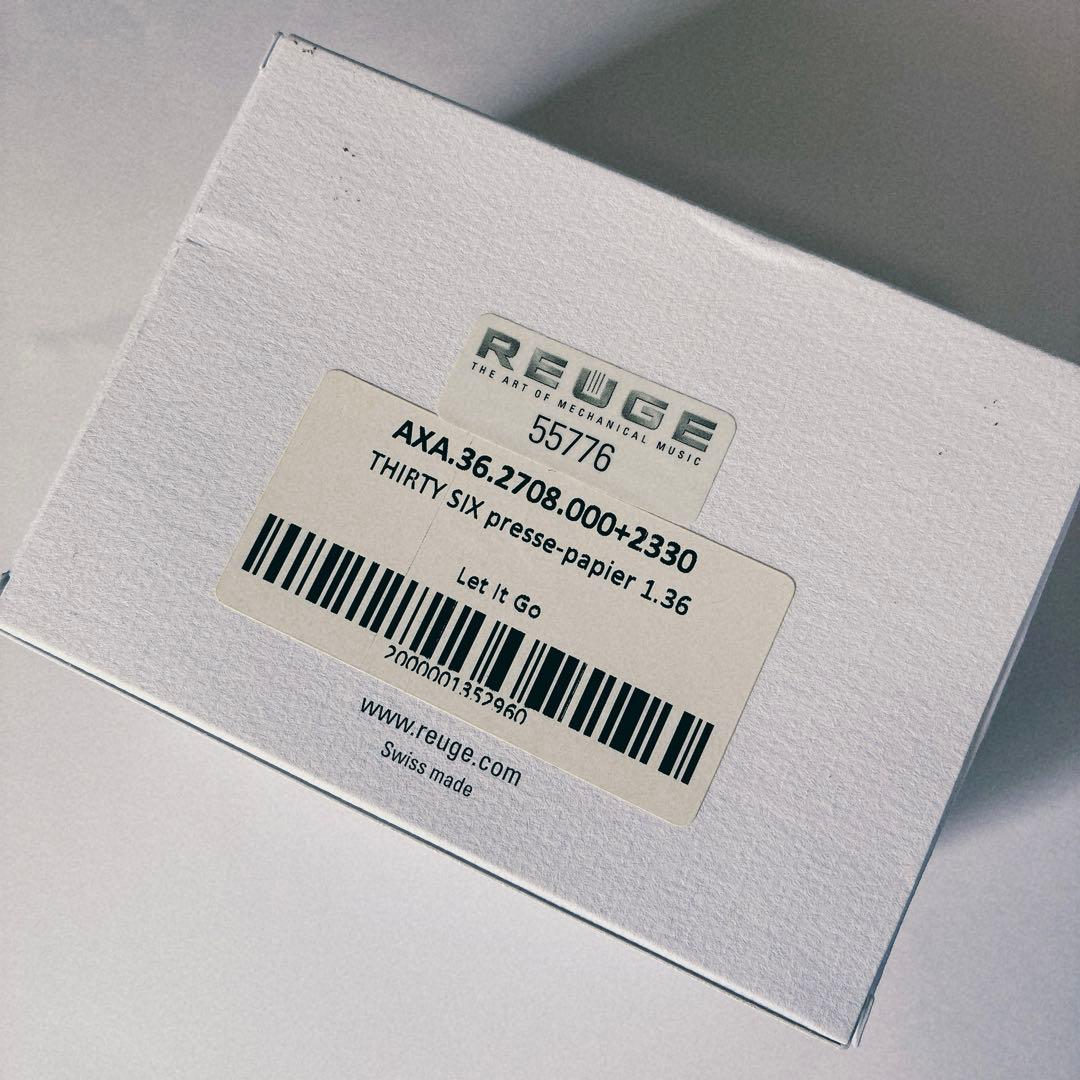 REUGE
THE ART OF MECHANICAL MUSIC
55776
AXA.36.2708.000+2330
THIRTY SIX presse-papier 1.36
Let It Go
2000001352960
www.reuge.com
Swiss made